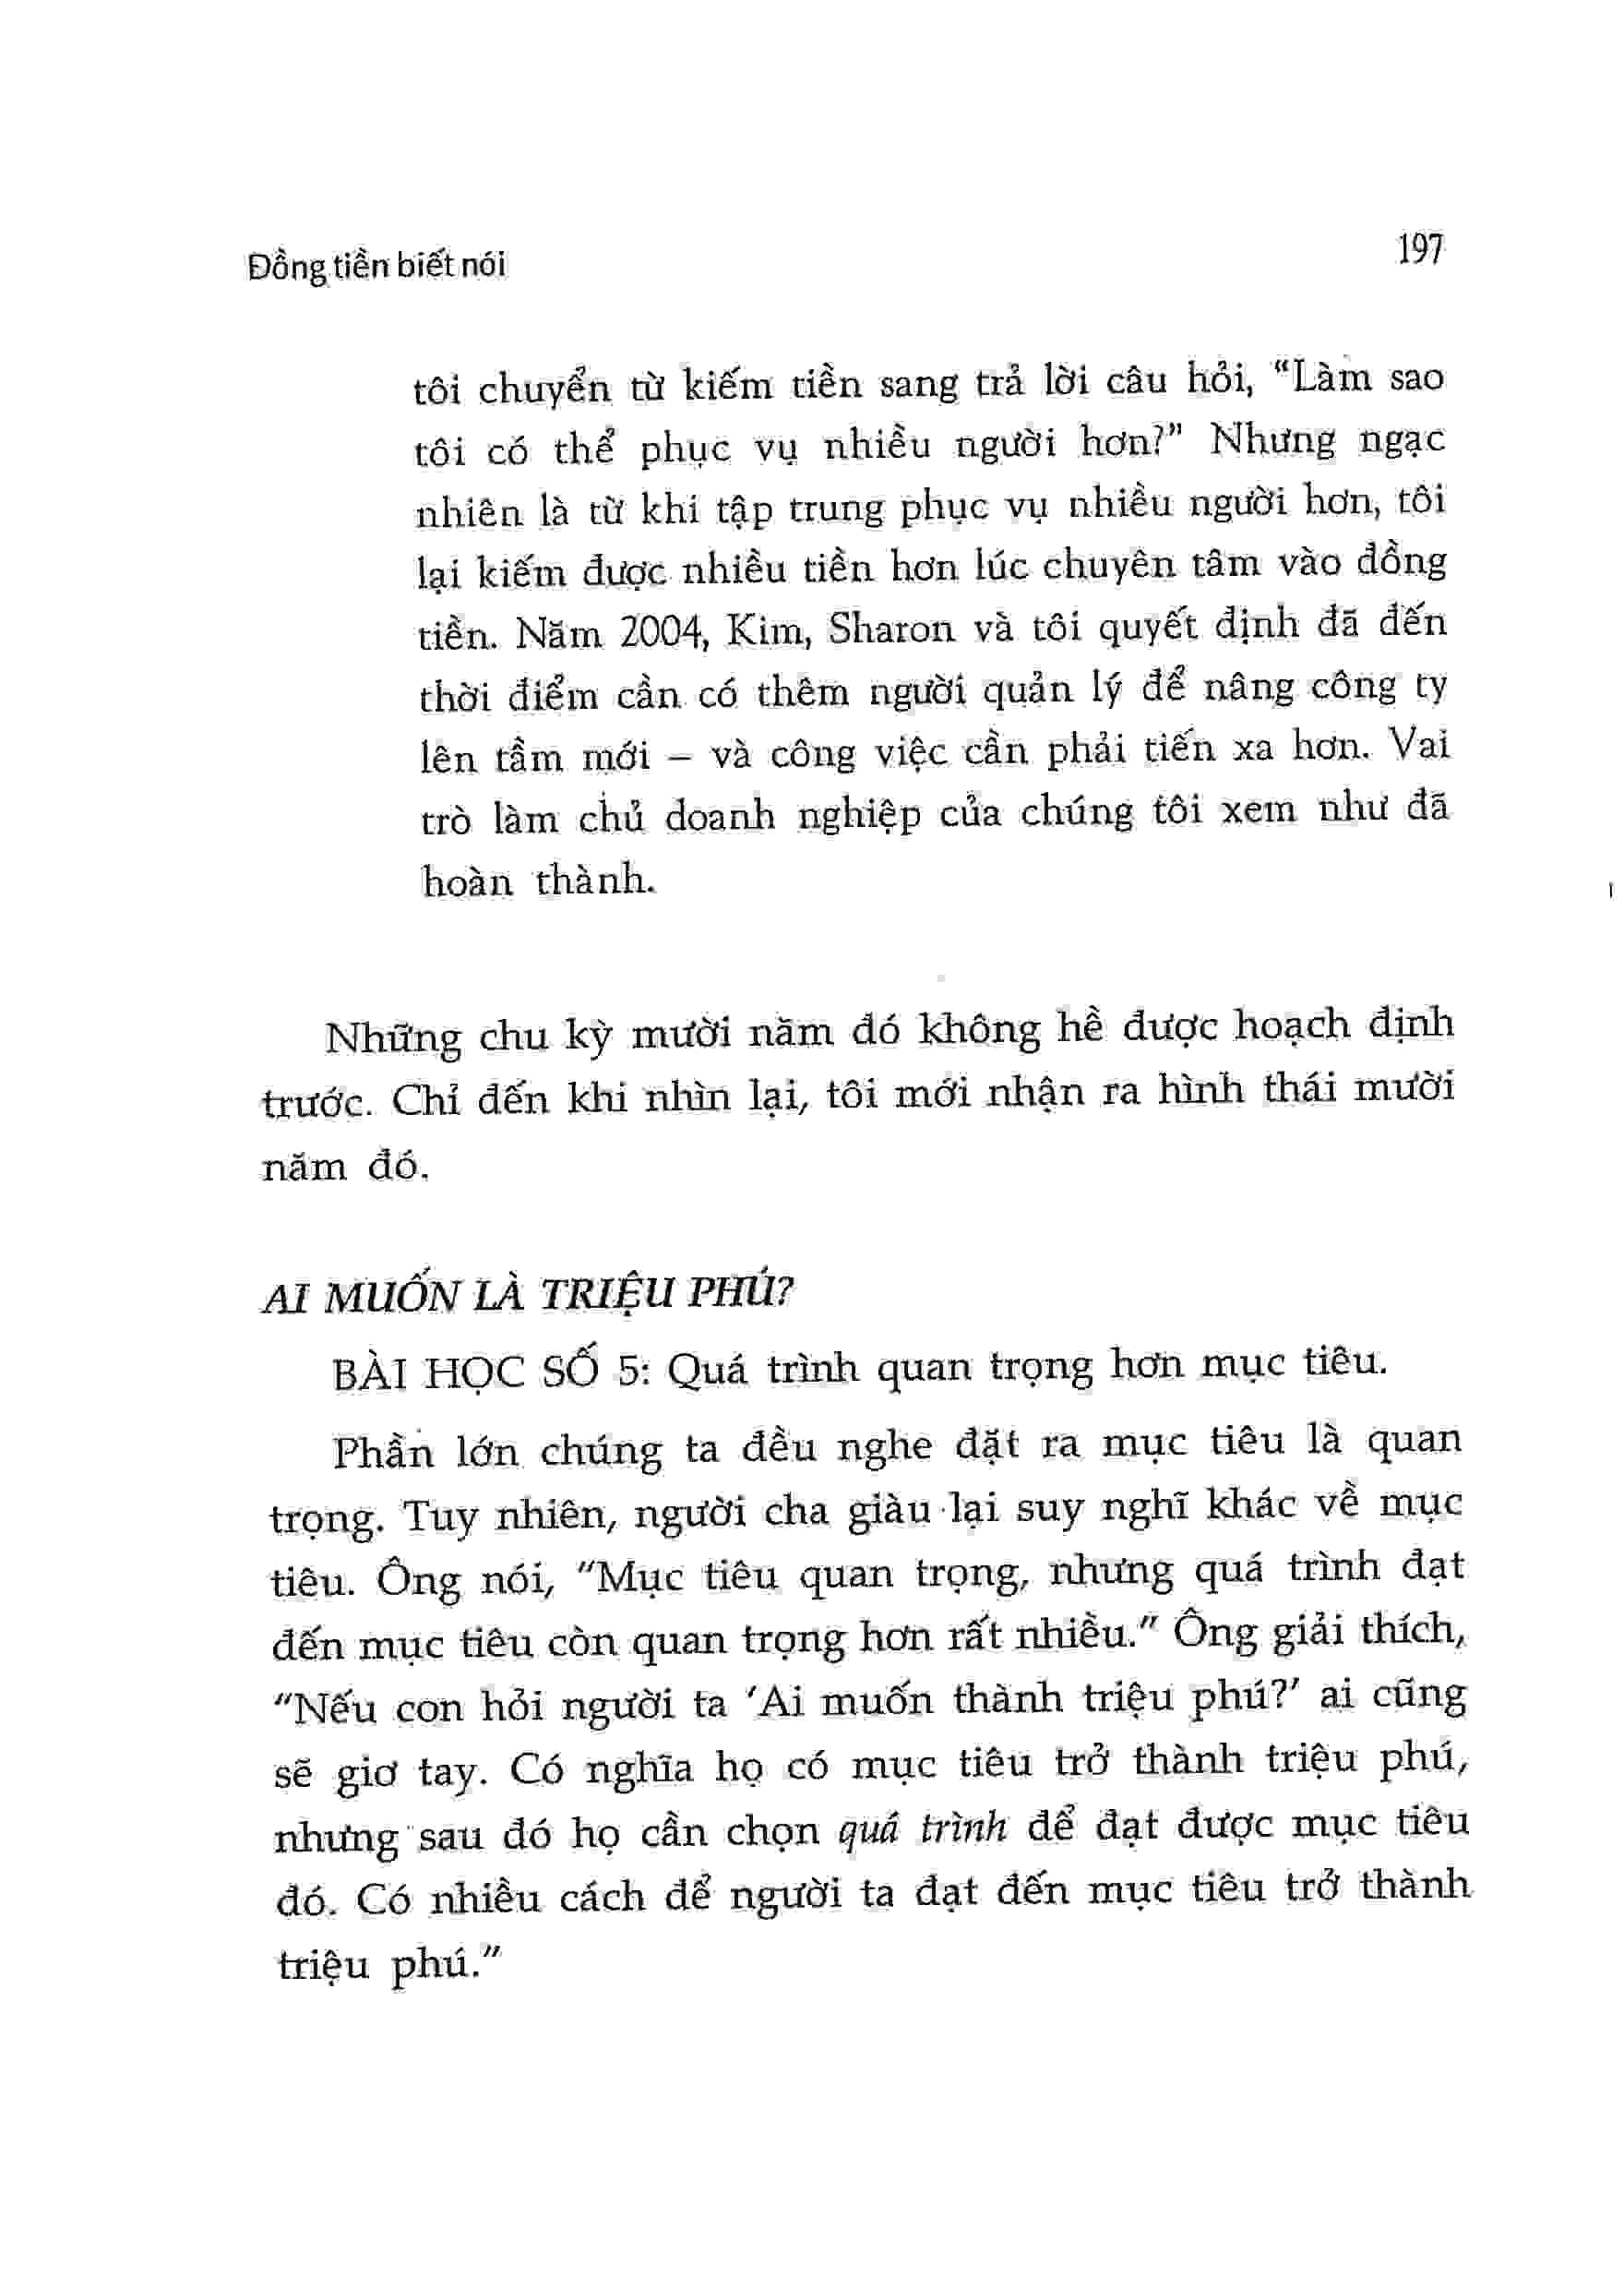 Đồng tiền biết nói
197
tôi chuyển từ kiếm tiền sang trả lời câu hỏi, “Làm sao
tôi có thể phục vụ nhiều người hơn?” Nhưng ngạc
nhiên là từ khi tập trung phục vụ nhiều người hơn, tôi
lại kiếm được nhiều tiền hơn lúc chuyên tâm vào đồng
tiền. Năm 2004, Kim, Sharon và tôi quyết định đã đến
thời điểm cần có thêm người quản lý để nâng công ty
lên tầm mới – và công việc cần phải tiến xa hơn. Vai
trò làm chủ doanh nghiệp của chúng tôi xem như đã
hoàn thành.
Những chu kỳ mười năm đó không hề được hoạch định
trước. Chỉ đến khi nhìn lại, tôi mới nhận ra hình thái mười
năm đó.
AI MUỐN LÀ TRIỆU PHÚ?
BÀI HỌC SỐ 5: Quá trình quan trọng hơn mục tiêu.
Phần lớn chúng ta đều nghe đặt ra mục tiêu là quan
trọng. Tuy nhiên, người cha giàu lại suy nghĩ khác về mục
tiêu. Ông nói, “Mục tiêu quan trọng, nhưng quá trình đạt
đến mục tiêu còn quan trọng hơn rất nhiều.” Ông giải thích,
“Nếu con hỏi người ta ‘Ai muốn thành triệu phú?’ ai cũng
sẽ giơ tay. Có nghĩa họ có mục tiêu trở thành triệu phú,
nhưng sau đó họ cần chọn quá trình để đạt được mục tiêu
đó. Có nhiều cách để người ta đạt đến mục tiêu trở thành
triệu phú.”